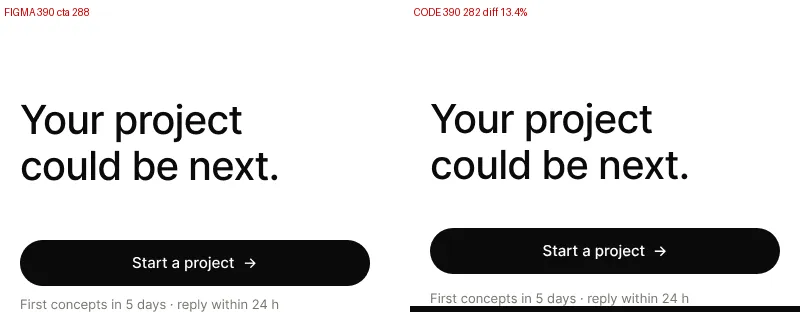 FIGMA 390 cta 288
Your project
could be next.
Start a project →
First concepts in 5 days · reply within 24 h
CODE 390 282 diff 13.4%
Your project
could be next.
Start a project →
First concepts in 5 days · reply within 24 h